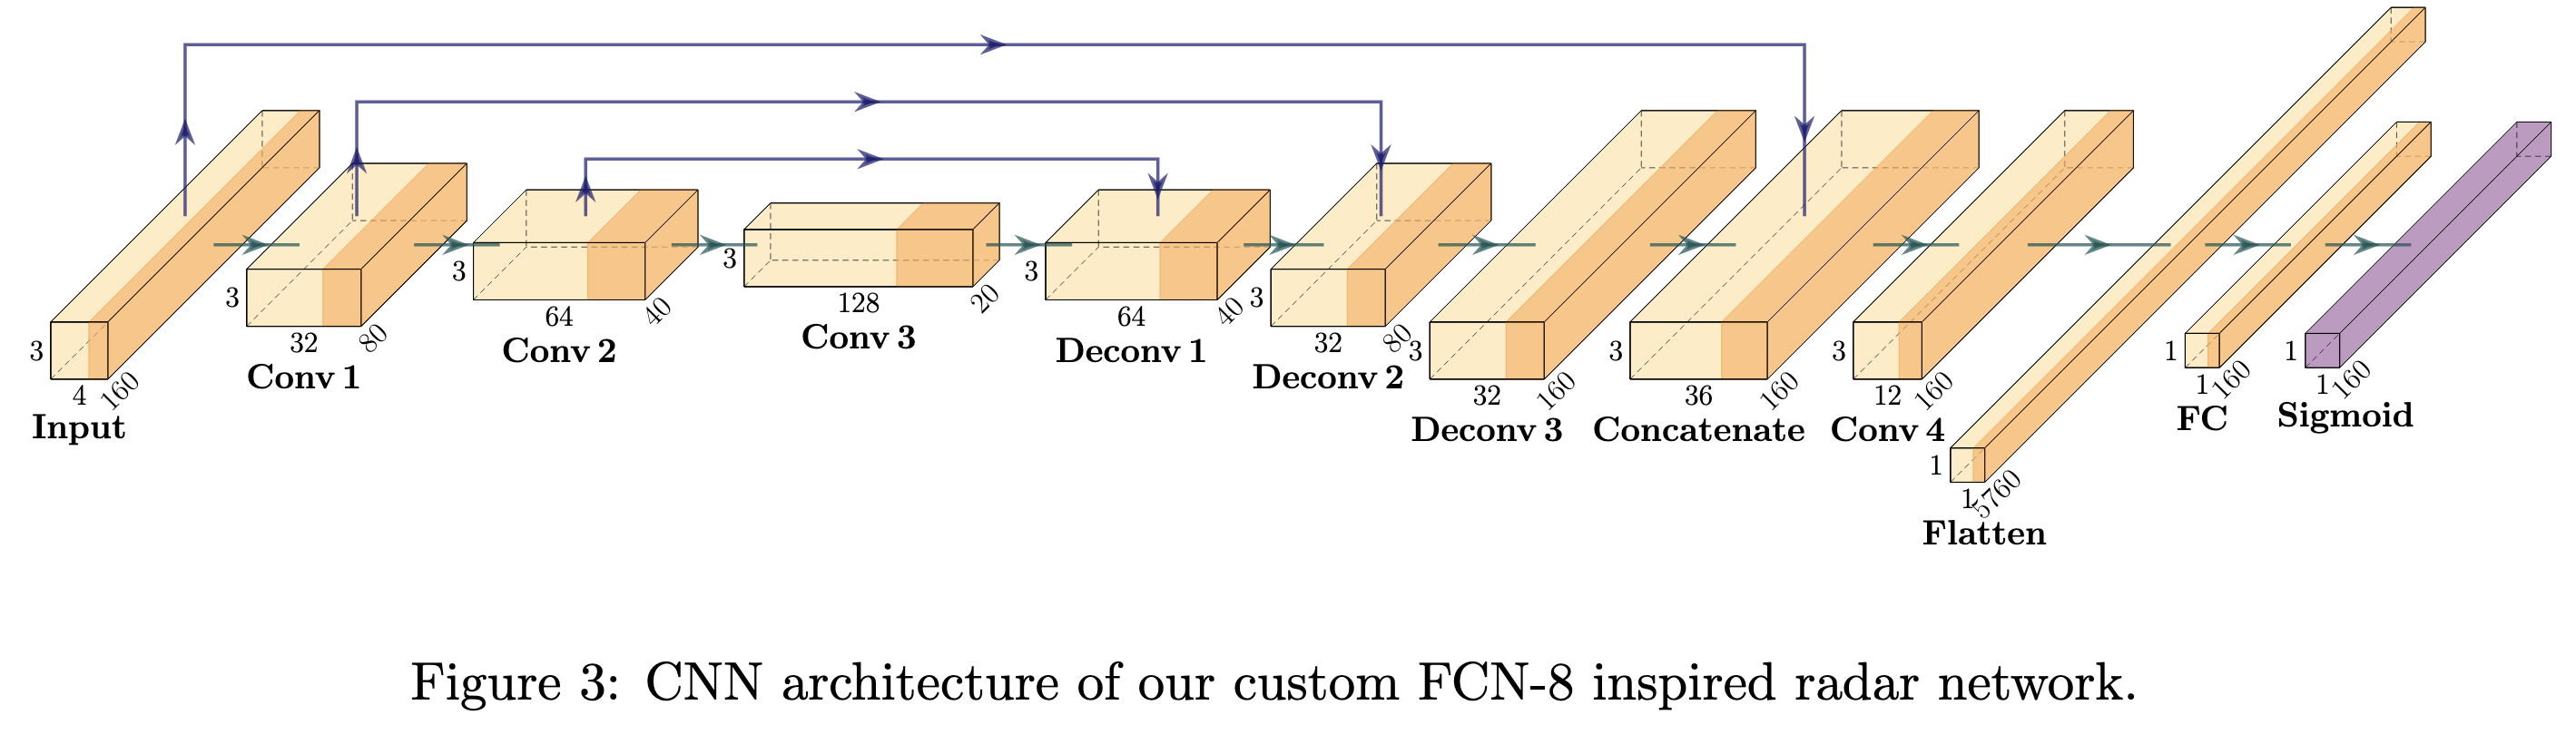 3
4
160
Input
3
32
80
Conv 1
3
64
40
Conv 2
3
128
20
Conv 3
3
64
40
Deconv 1
3
32
80
Deconv 2
3
32
160
Deconv 3
3
36
160
Concatenate
3
12
160
Conv 4
1
1
5760
Flatten
1
1
160
FC
1
1
160
Sigmoid
Figure 3: CNN architecture of our custom FCN-8 inspired radar network.